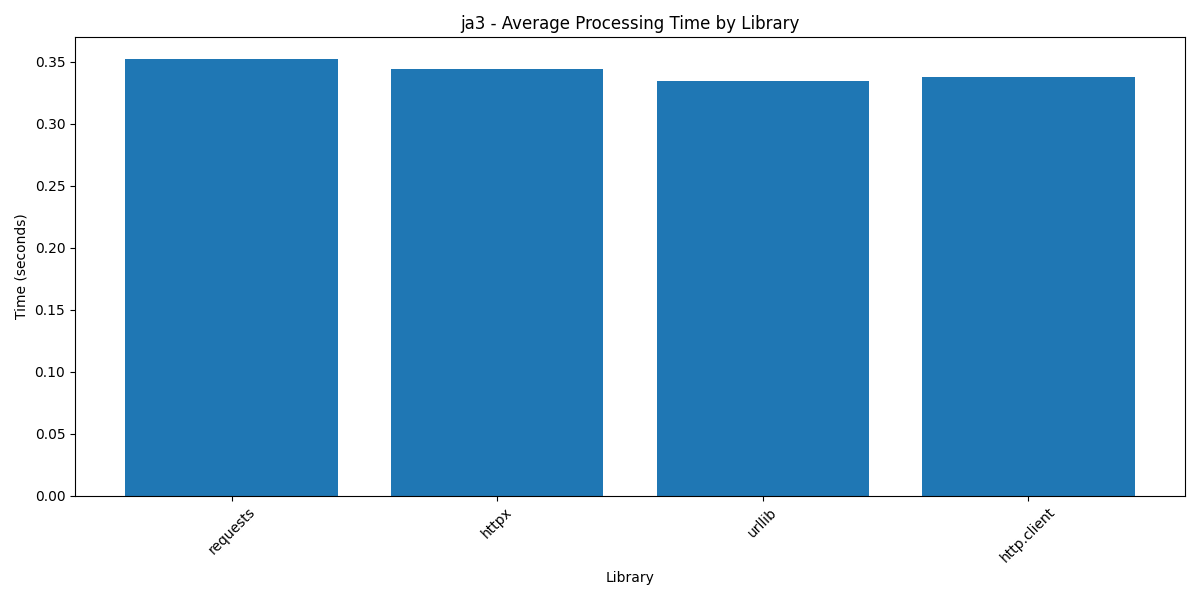 ja3 - Average Processing Time by Library
Time (seconds)
0.35
0.30
0.25
0.20
0.15
0.10
0.05
0.00
requests
httpx
urllib
http.client
Library